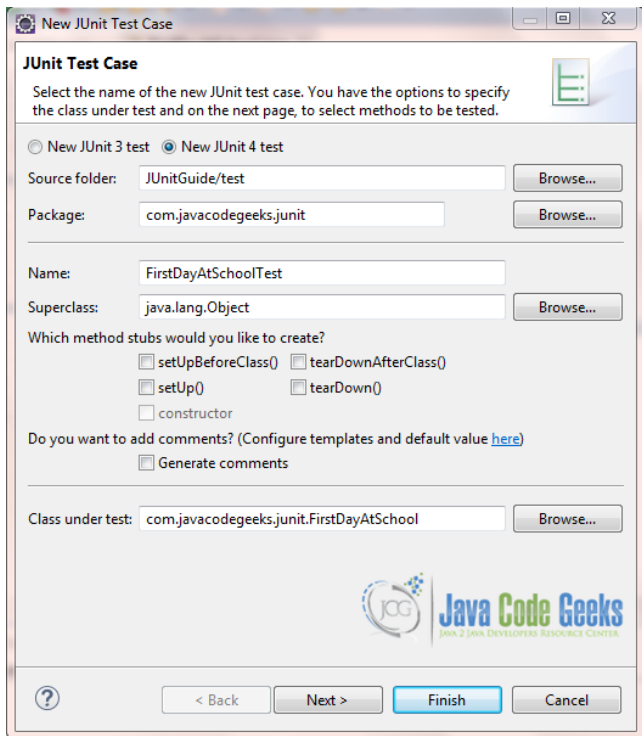 New JUnit Test Case
JUnit Test Case
Select the name of the new JUnit test case. You have the options to specify
the class under test and on the next page, to select methods to be tested.
New JUnit 3 test New JUnit 4 test
Source folder: JUnitGuide/test Browse...
Package: com.javacodegeeks.junit Browse...
Name: FirstDayAtSchoolTest
Superclass: java.lang.Object Browse...
Which method stubs would you like to create?
setUpBeforeClass() tearDownAfterClass()
setUp() tearDown()
constructor
Do you want to add comments? (Configure templates and default value here)
Generate comments
Class under test: com.javacodegeeks.junit.FirstDayAtSchool Browse...
JCG Java Code Geeks
JAVA 2 JAVA DEVELOPERS RESOURCE CENTER
? < Back Next > Finish Cancel